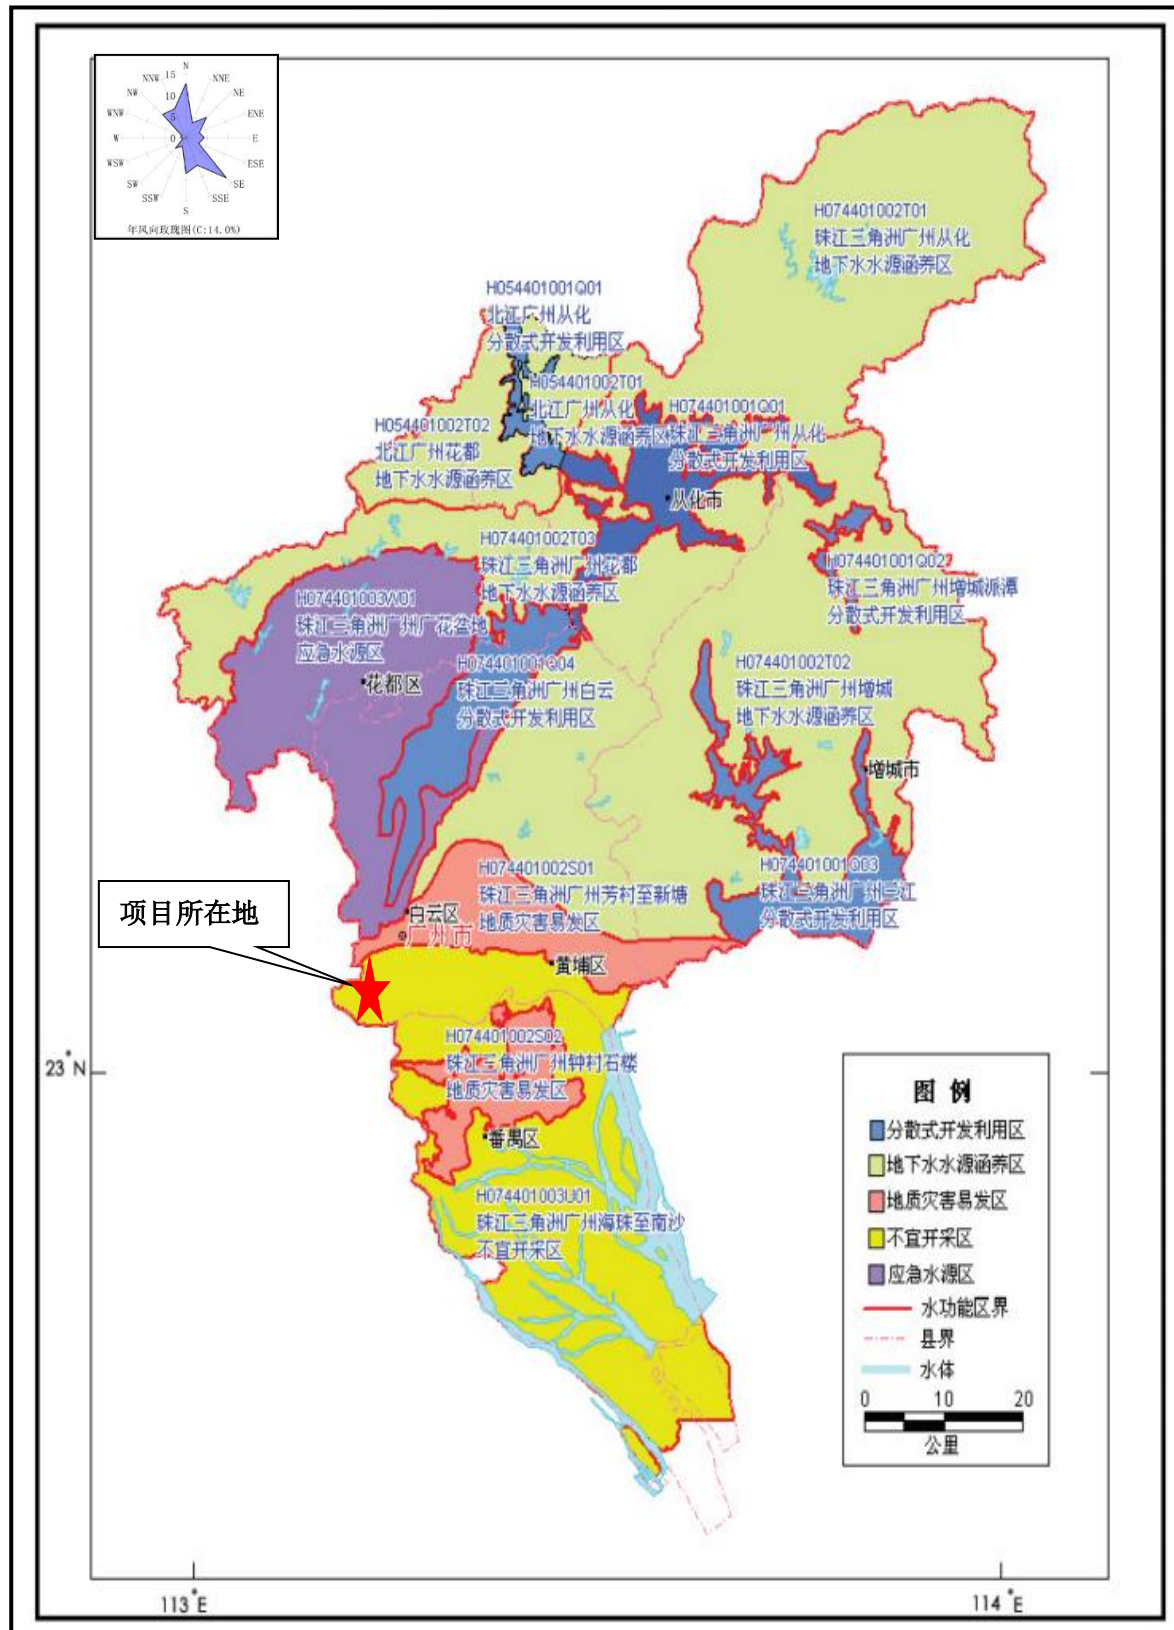 N
NNE
NE
ENE
E
ESE
SE
SSE
S
SSW
SW
WSW
W
WNW
NW
NNW
15
10
5
0
年风向玫瑰图(C:14.0%)
H074401002T01
珠江三角洲广州从化
地下水水源涵养区
H054401001Q01
北江广州从化
分散式开发利用区
H054401002T01
北江广州从化
地下水水源涵养区
H074401001Q01
珠江三角洲广州从化
分散式开发利用区
H054401002T02
北江广州花都
地下水水源涵养区
从化市
H074401002T03
珠江三角洲广州花都
地下水水源涵养区
H074401001Q02
珠江三角洲广州增城派潭
分散式开发利用区
H074401003W01
珠江三角洲广州广花盆地
应急水源区
花都区
H074401001Q04
珠江三角洲广州白云
分散式开发利用区
H074401002T02
珠江三角洲广州增城
地下水水源涵养区
增城市
H074401002S01
珠江三角洲广州芳村至新塘
地质灾害易发区
H074401001Q03
珠江三角洲广州三江
分散式开发利用区
项目所在地
白云区
广州市
黄埔区
H074401002S02
珠江三角洲广州钟村石楼
地质灾害易发区
番禺区
H074401003U01
珠江三角洲广州海珠至南沙
不宜开采区
23°N
图 例
分散式开发利用区
地下水水源涵养区
地质灾害易发区
不宜开采区
应急水源区
水功能区界
县界
水体
0 10 20
公里
113°E
114°E